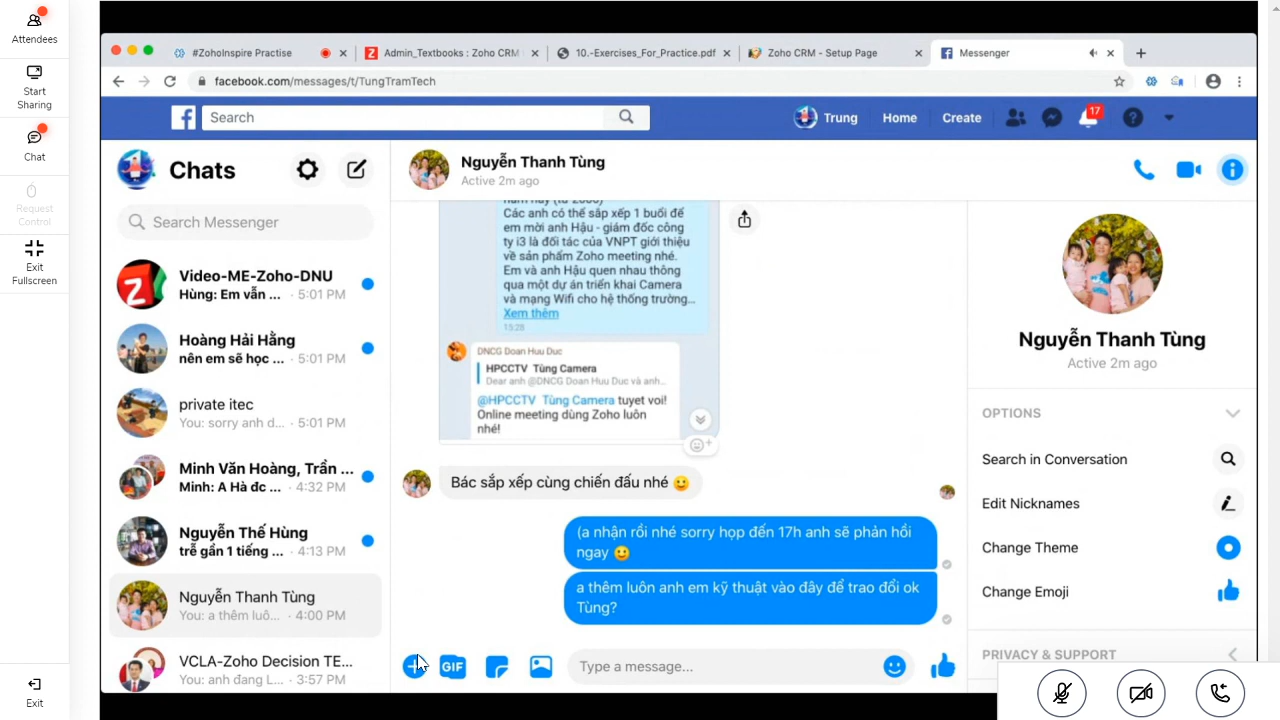 Attendees
Start
Sharing
Chat
Request
Control
Exit
Fullscreen
Exit
#ZohoInspire Practise
Admin_Textbooks : Zoho CRM
10.-Exercises_For_Practice.pdf
Zoho CRM - Setup Page
Messenger
facebook.com/messages/t/TungTramTech
Search
Trung
Home
Create
17
Chats
Search Messenger
Video-ME-Zoho-DNU
Hùng: Em vẫn ... · 5:01 PM
Hoàng Hải Hằng
nên em sẽ học ... · 5:01 PM
private itec
You: sorry anh d... · 5:01 PM
Minh Văn Hoàng, Trần ...
Minh: A Hà đc ... · 4:32 PM
Nguyễn Thế Hùng
trễ gần 1 tiếng ... · 4:13 PM
Nguyễn Thanh Tùng
You: a thêm luô... · 4:00 PM
VCLA-Zoho Decision TE...
You: anh đang L... · 3:57 PM
Nguyễn Thanh Tùng
Active 2m ago
Các anh có thể sắp xếp 1 buổi để
em mời anh Hậu - giám đốc công
ty i3 là đối tác của VNPT giới thiệu
về sản phẩm Zoho meeting nhé.
Em và anh Hậu quen nhau thông
qua một dự án triển khai Camera
và mạng Wifi cho hệ thống trường...
Xem thêm
15:28
DNCG Doan Huu Duc
HPCCTV Tùng Camera
Dear anh @DNCG Doan Huu Duc và anh...
@HPCCTV Tùng Camera tuyet voi!
Online meeting dùng Zoho luôn
nhé!
Bác sắp xếp cùng chiến đấu nhé
(a nhận rồi nhé sorry họp đến 17h anh sẽ phản hồi
ngay
a thêm luôn anh em kỹ thuật vào đây để trao đổi ok
Tùng?
GIF
Type a message...
Nguyễn Thanh Tùng
Active 2m ago
OPTIONS
Search in Conversation
Edit Nicknames
Change Theme
Change Emoji
PRIVACY & SUPPORT